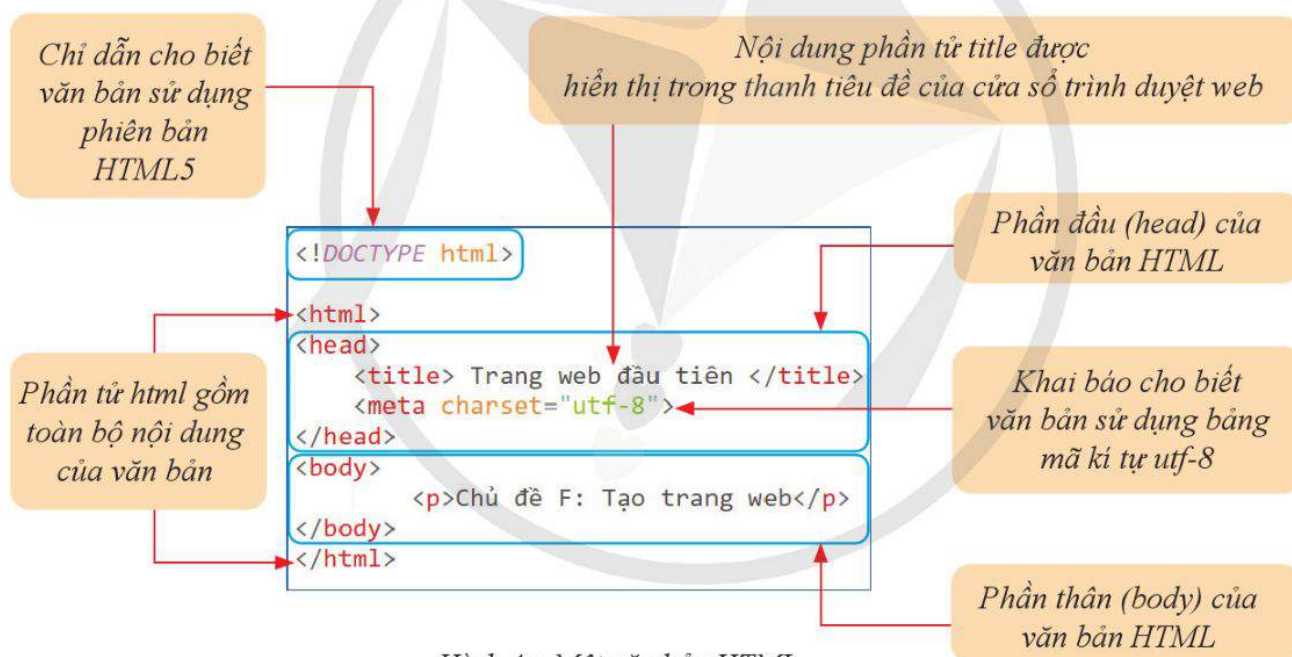 Chỉ dẫn cho biết
văn bản sử dụng
phiên bản
HTML5
Nội dung phần tử title được
hiển thị trong thanh tiêu đề của cửa sổ trình duyệt web
Phần đầu (head) của
văn bản HTML
<!DOCTYPE html>
<html>
<head>
<title> Trang web đầu tiên </title>
<meta charset="utf-8">
</head>
<body>
<p>Chủ đề F: Tạo trang web</p>
</body>
</html>
Phần tử html gồm
toàn bộ nội dung
của văn bản
Khai báo cho biết
văn bản sử dụng bảng
mã kí tự utf-8
Phần thân (body) của
văn bản HTML